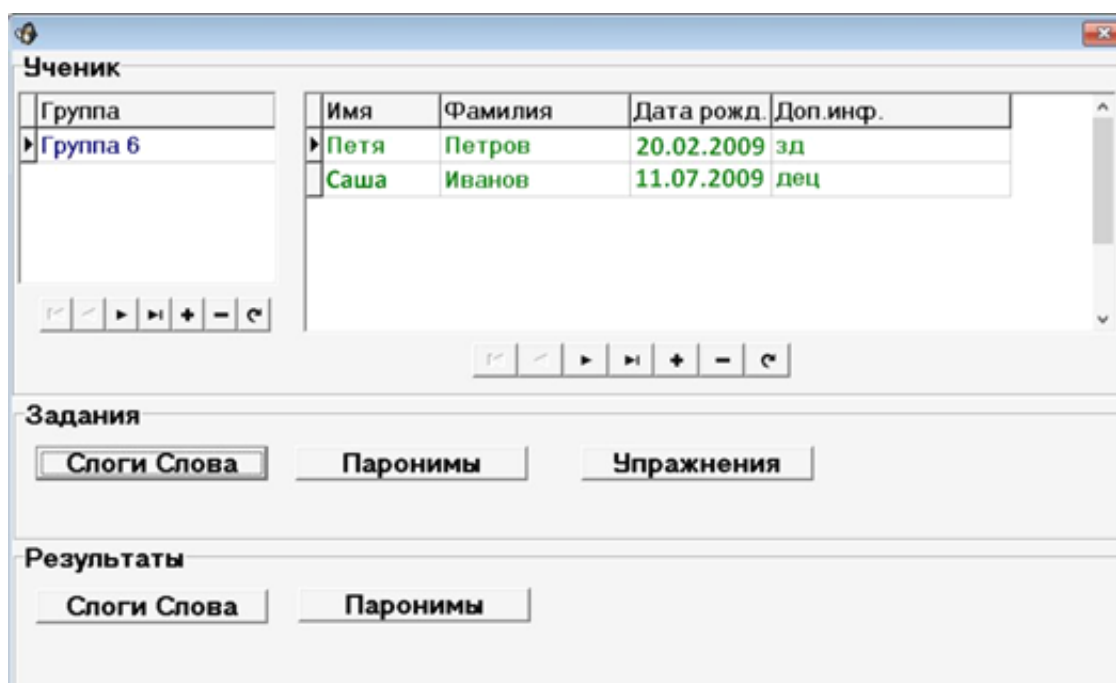 Ученик
Группа
Группа 6
Имя Фамилия Дата рожд. Доп.инф.
Петя Петров 20.02.2009 зд
Саша Иванов 11.07.2009 дец
Задания
Слоги Слова Паронимы Упражнения
Результаты
Слоги Слова Паронимы